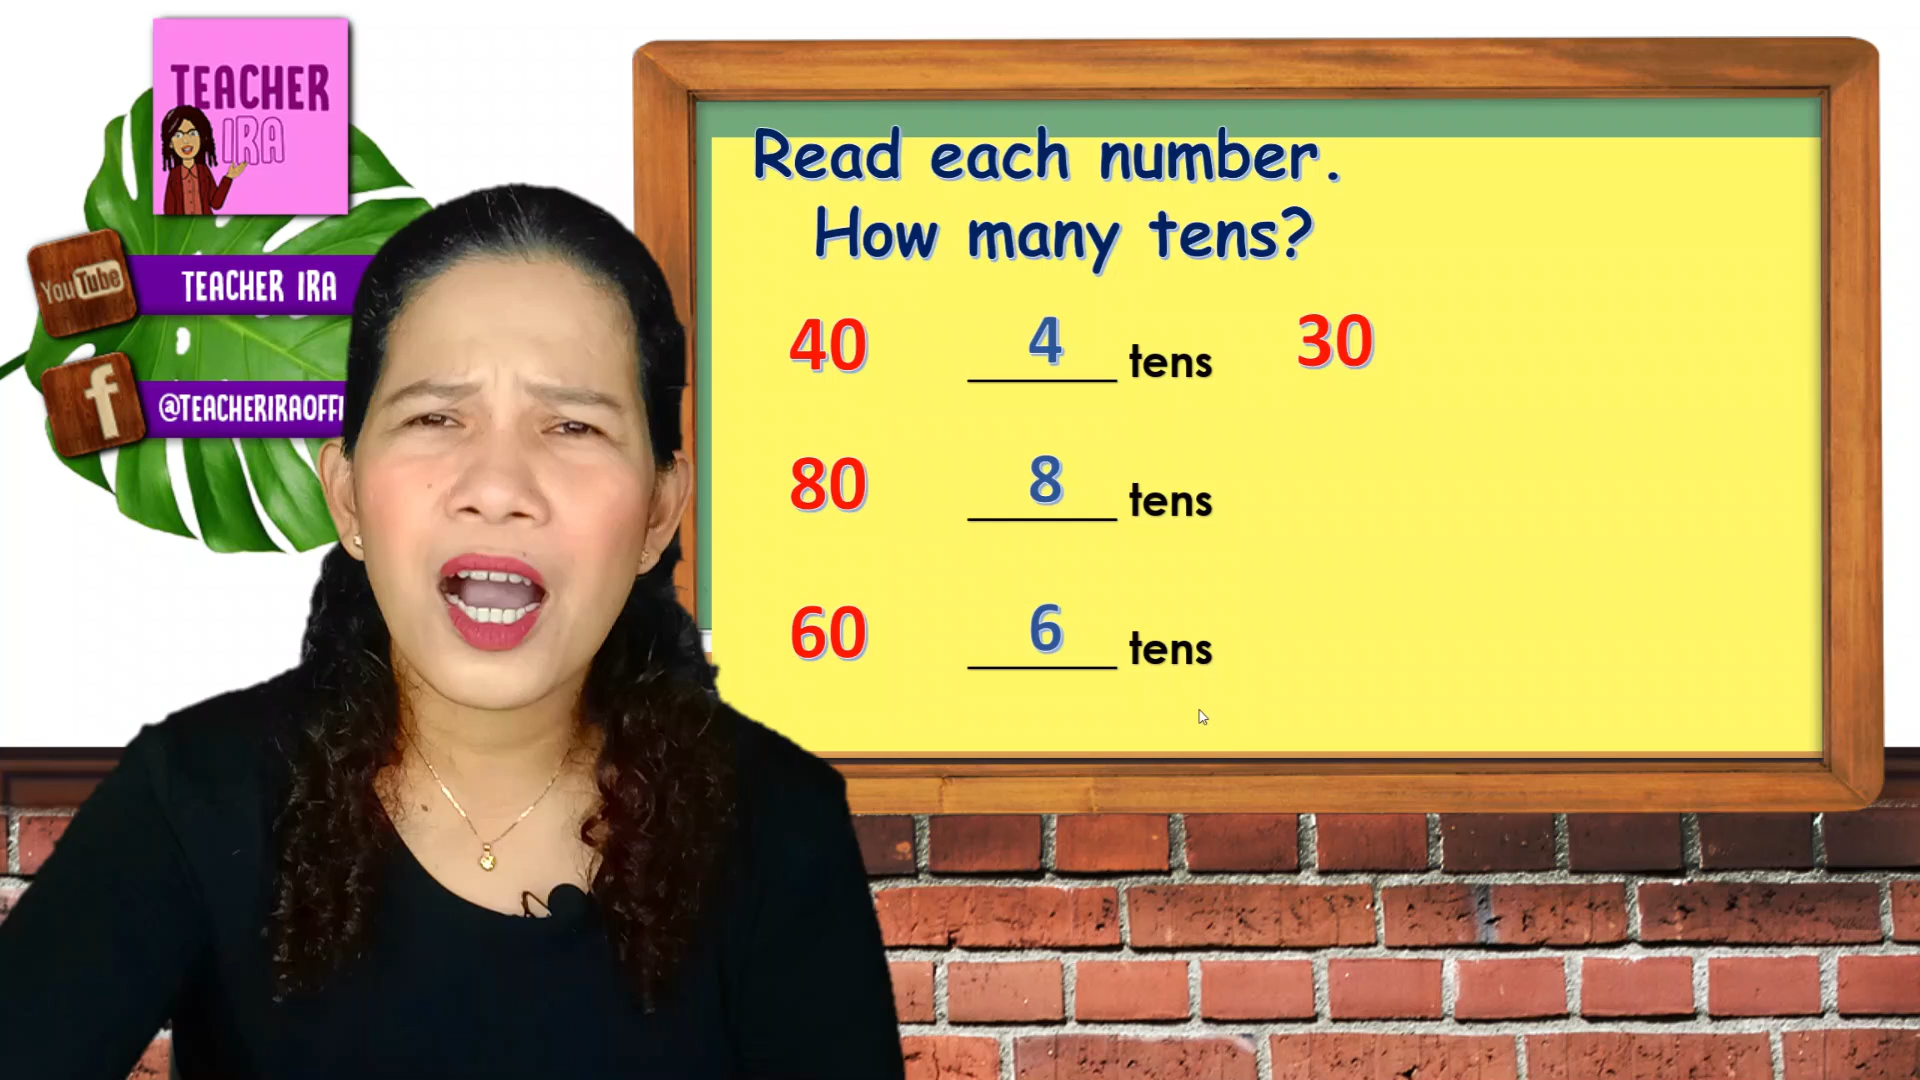 TEACHER
IRA
YouTube
TEACHER IRA
f
@TEACHERIRAOFFI
Read each number.
How many tens?
40 4 tens 30
80 8 tens
60 6 tens